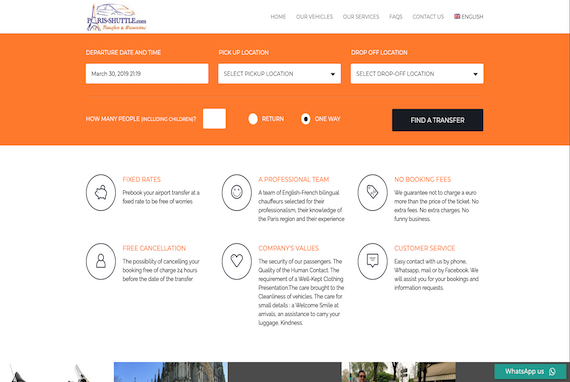 PARIS-SHUTTLE.com
Transfers & Excursions
HOME OUR VEHICLES OUR SERVICES FAQS CONTACT US ENGLISH
DEPARTURE DATE AND TIME PICK UP LOCATION DROP OFF LOCATION
March 30, 2019 21:19 SELECT PICKUP LOCATION SELECT DROP-OFF LOCATION
HOW MANY PEOPLE (INCLUDING CHILDREN)? RETURN ONE WAY FIND A TRANSFER
FIXED RATES
Prebook your airport transfer at a
fixed rate to be free of worries
A PROFESSIONAL TEAM
A team of English-French bilingual
chauffeurs selected for their
professionalism, their knowledge of
the Paris region and their experience
NO BOOKING FEES
We guarantee not to charge a euro
more than the price of the ticket. No
extra fees. No extra charges. No
funny business.
FREE CANCELLATION
The possibility of cancelling your
booking free of charge 24 hours
before the date of the transfer
COMPANY'S VALUES
The security of our passengers. The
Quality of the Human Contact. The
requirement of a Well-Kept Clothing
Presentation.The care brought to the
Cleanliness of vehicles. The care for
small details : a Welcome Smile at
arrivals, an assistance to carry your
luggage. Kindness
CUSTOMER SERVICE
Easy contact with us by phone,
Whatsapp, mail or by Facebook. We
will assist you for your bookings and
information requests.
WhatsApp us